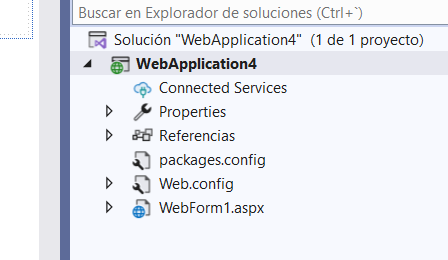 Buscar en Explorador de soluciones (Ctrl+`)
Solución "WebApplication4" (1 de 1 proyecto)
WebApplication4
Connected Services
Properties
Referencias
packages.config
Web.config
WebForm1.aspx